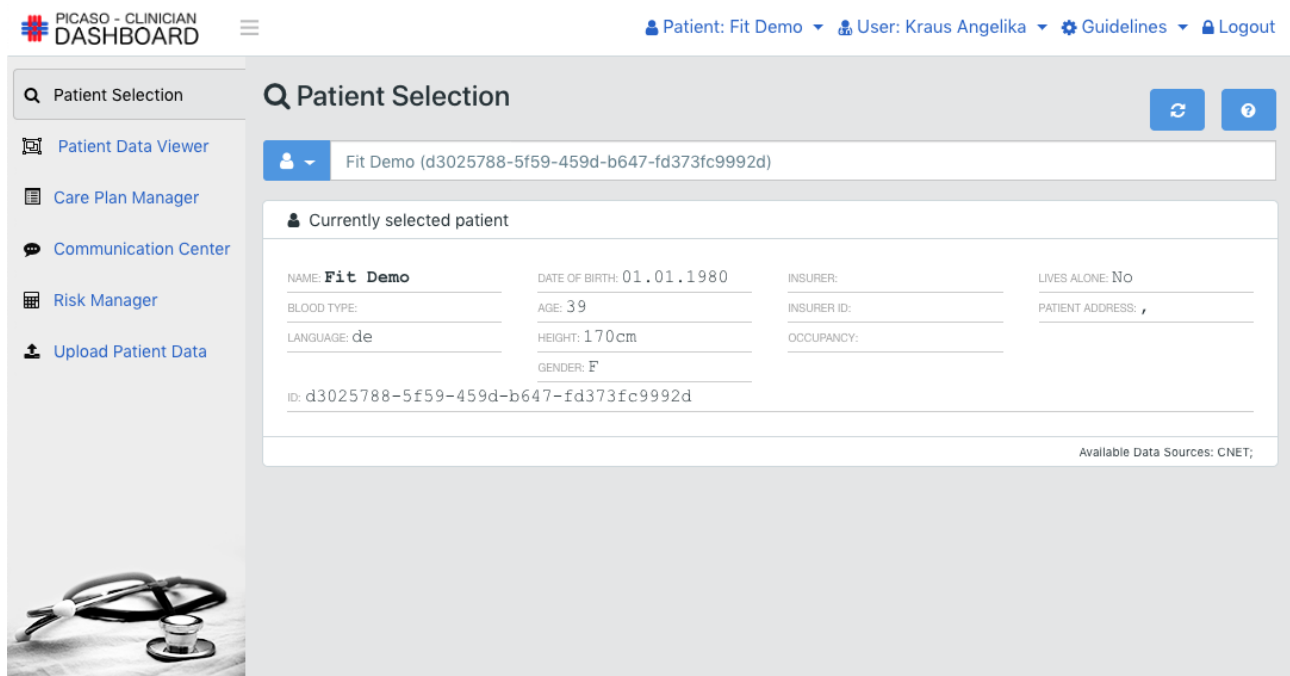 PICASO - CLINICIAN
DASHBOARD
Patient: Fit Demo User: Kraus Angelika Guidelines Logout
Patient Selection
Patient Data Viewer
Care Plan Manager
Communication Center
Risk Manager
Upload Patient Data
Patient Selection
Fit Demo (d3025788-5f59-459d-b647-fd373fc9992d)
Currently selected patient
NAME: Fit Demo DATE OF BIRTH: 01.01.1980 INSURER: LIVES ALONE: No
BLOOD TYPE: AGE: 39 INSURER ID: PATIENT ADDRESS: ,
LANGUAGE: de HEIGHT: 170cm OCCUPANCY:
GENDER: F
ID: d3025788-5f59-459d-b647-fd373fc9992d
Available Data Sources: CNET;